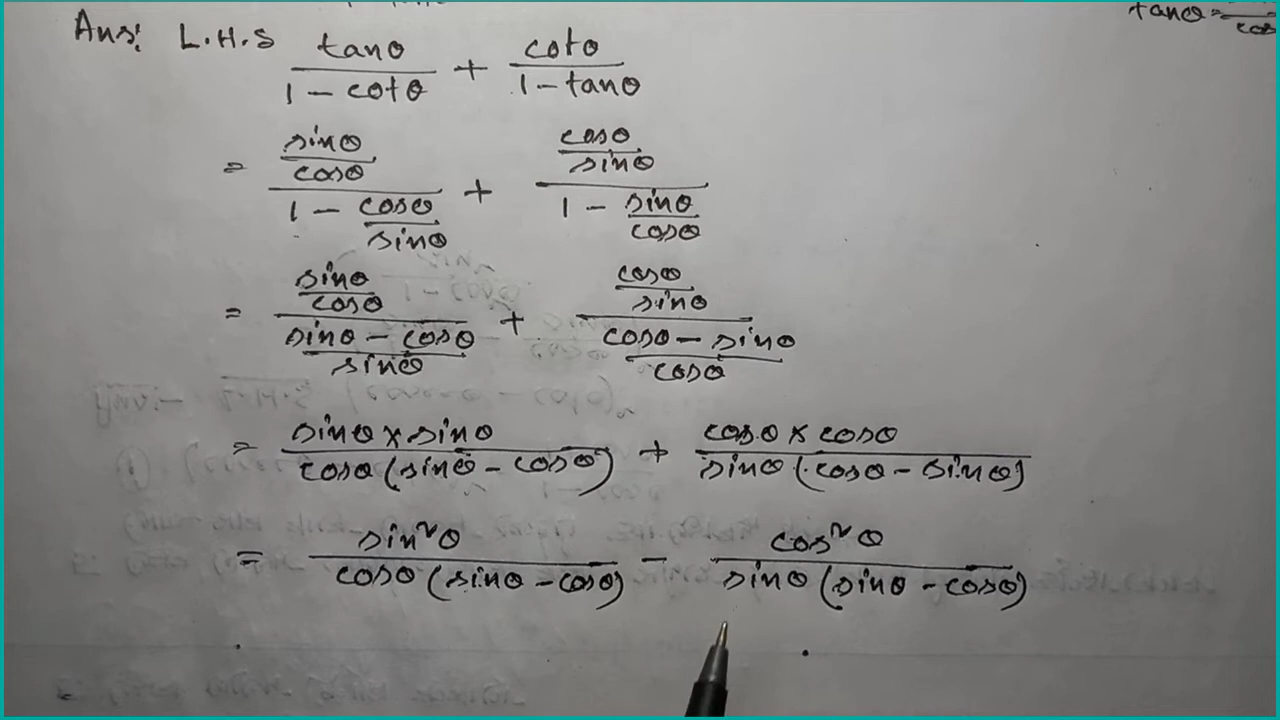 tanθ = 
Ans: L.H.S tanθ/(1 - cotθ) + cotθ/(1 - tanθ)
= (sinθ/cosθ)/(1 - cosθ/sinθ) + (cosθ/sinθ)/(1 - sinθ/cosθ)
= (sinθ/cosθ)/((sinθ - cosθ)/sinθ) + (cosθ/sinθ)/((cosθ - sinθ)/cosθ)
= (sinθ × sinθ)/(cosθ (sinθ - cosθ)) + (cosθ × cosθ)/(sinθ (cosθ - sinθ))
= sin²θ/(cosθ (sinθ - cosθ)) - cos²θ/(sinθ (sinθ - cosθ))